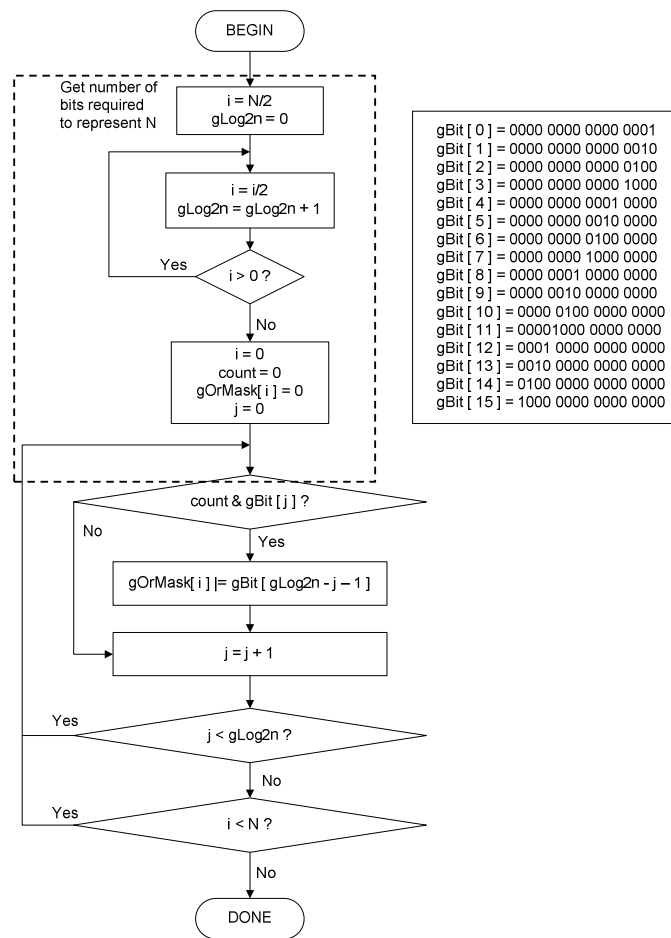 BEGIN
Get number of
bits required
to represent N
i = N/2
gLog2n = 0
i = i/2
gLog2n = gLog2n + 1
Yes
i > 0 ?
No
i = 0
count = 0
gOrMask[ i ] = 0
j = 0
count & gBit [ j ] ?
No
Yes
gOrMask[ i ] |= gBit [ gLog2n - j – 1 ]
j = j + 1
Yes
j < gLog2n ?
No
Yes
i < N ?
No
DONE
gBit [ 0 ] = 0000 0000 0000 0001
gBit [ 1 ] = 0000 0000 0000 0010
gBit [ 2 ] = 0000 0000 0000 0100
gBit [ 3 ] = 0000 0000 0000 1000
gBit [ 4 ] = 0000 0000 0001 0000
gBit [ 5 ] = 0000 0000 0010 0000
gBit [ 6 ] = 0000 0000 0100 0000
gBit [ 7 ] = 0000 0000 1000 0000
gBit [ 8 ] = 0000 0001 0000 0000
gBit [ 9 ] = 0000 0010 0000 0000
gBit [ 10 ] = 0000 0100 0000 0000
gBit [ 11 ] = 00001000 0000 0000
gBit [ 12 ] = 0001 0000 0000 0000
gBit [ 13 ] = 0010 0000 0000 0000
gBit [ 14 ] = 0100 0000 0000 0000
gBit [ 15 ] = 1000 0000 0000 0000